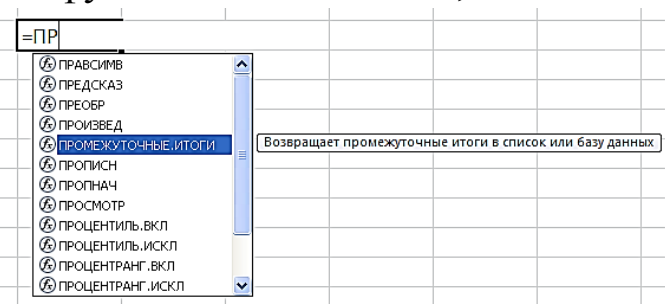 =ПР
ПРАВСИМВ
ПРЕДСКАЗ
ПРЕОБР
ПРОИЗВЕД
ПРОМЕЖУТОЧНЫЕ.ИТОГИ
Возвращает промежуточные итоги в список или базу данных
ПРОПИСН
ПРОПНАЧ
ПРОСМОТР
ПРОЦЕНТИЛЬ.ВКЛ
ПРОЦЕНТИЛЬ.ИСКЛ
ПРОЦЕНТРАНГ.ВКЛ
ПРОЦЕНТРАНГ.ИСКЛ